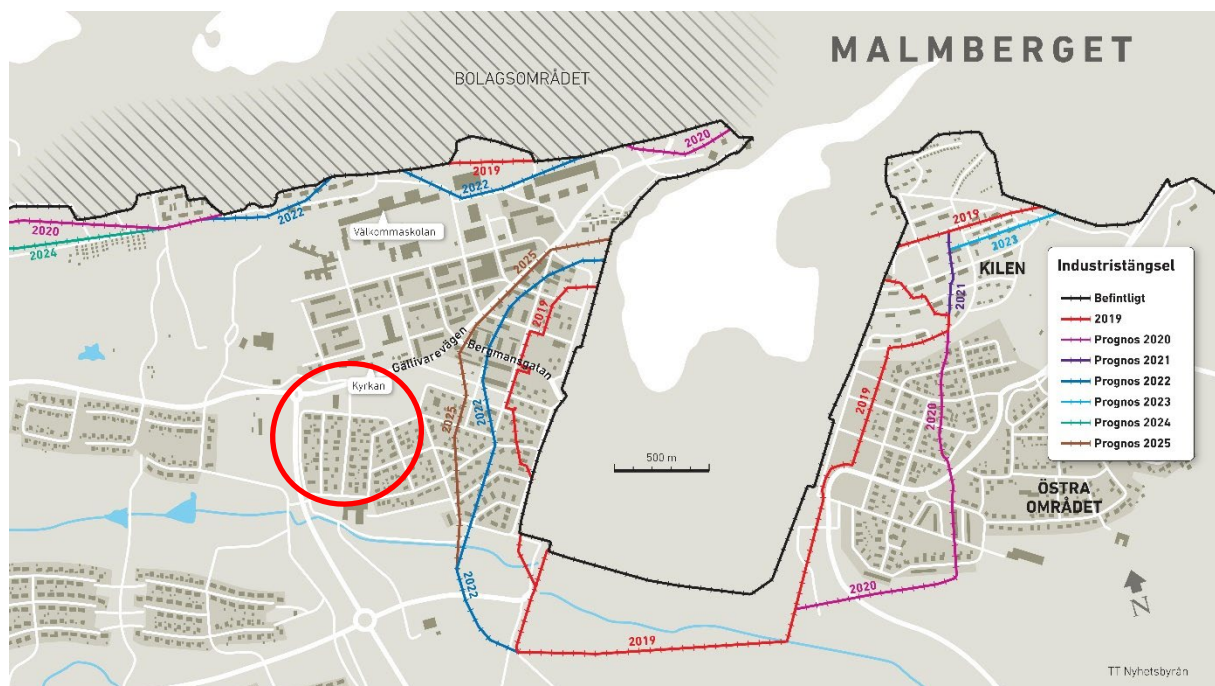 MALMBERGET
BOLAGSOMRÅDET
2020
2019
2022
2022
2020
2024
Välkommaskolan
2025
2019
2019
2023
KILEN
2021
Gällivarevägen
Bergmansgatan
Kyrkan
2025
2022
2019
2020
500 m
ÖSTRA
OMRÅDET
2022
2020
2019
N
Industristängsel
Befintligt
2019
Prognos 2020
Prognos 2021
Prognos 2022
Prognos 2023
Prognos 2024
Prognos 2025
TT Nyhetsbyrån